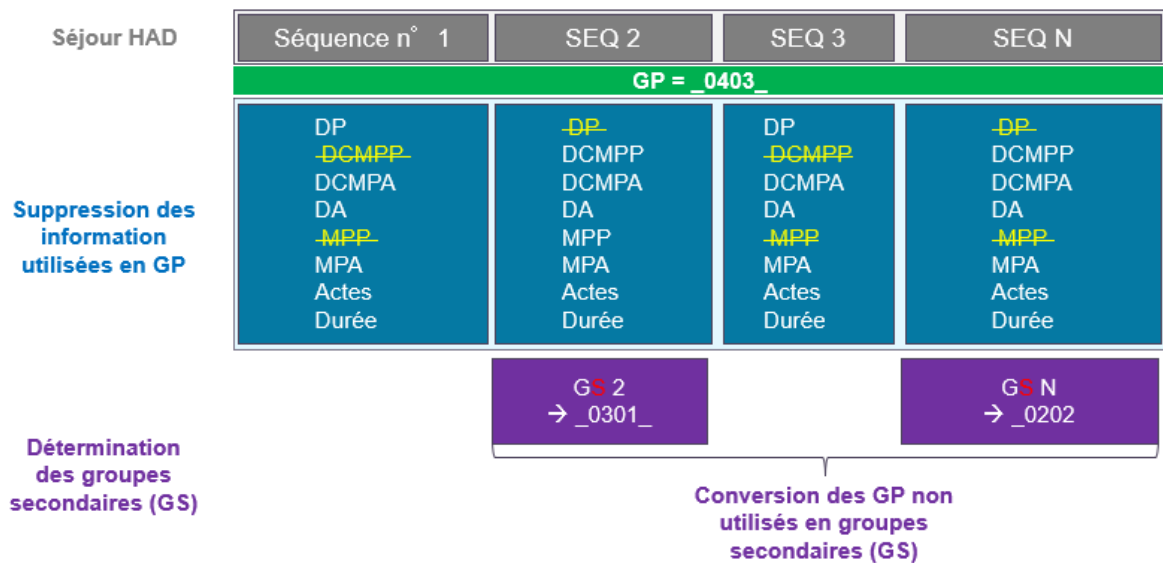 Séjour HAD
Séquence n° 1
SEQ 2
SEQ 3
SEQ N
GP = _0403_
Suppression des
information
utilisées en GP
DP
DCMPP
DCMPA
DA
MPP
MPA
Actes
Durée
DP
DCMPP
DCMPA
DA
MPP
MPA
Actes
Durée
DP
DCMPP
DCMPA
DA
MPP
MPA
Actes
Durée
DP
DCMPP
DCMPA
DA
MPP
MPA
Actes
Durée
Détermination
des groupes
secondaires (GS)
GS 2
→ _0301_
GS N
→ _0202
Conversion des GP non
utilisés en groupes
secondaires (GS)